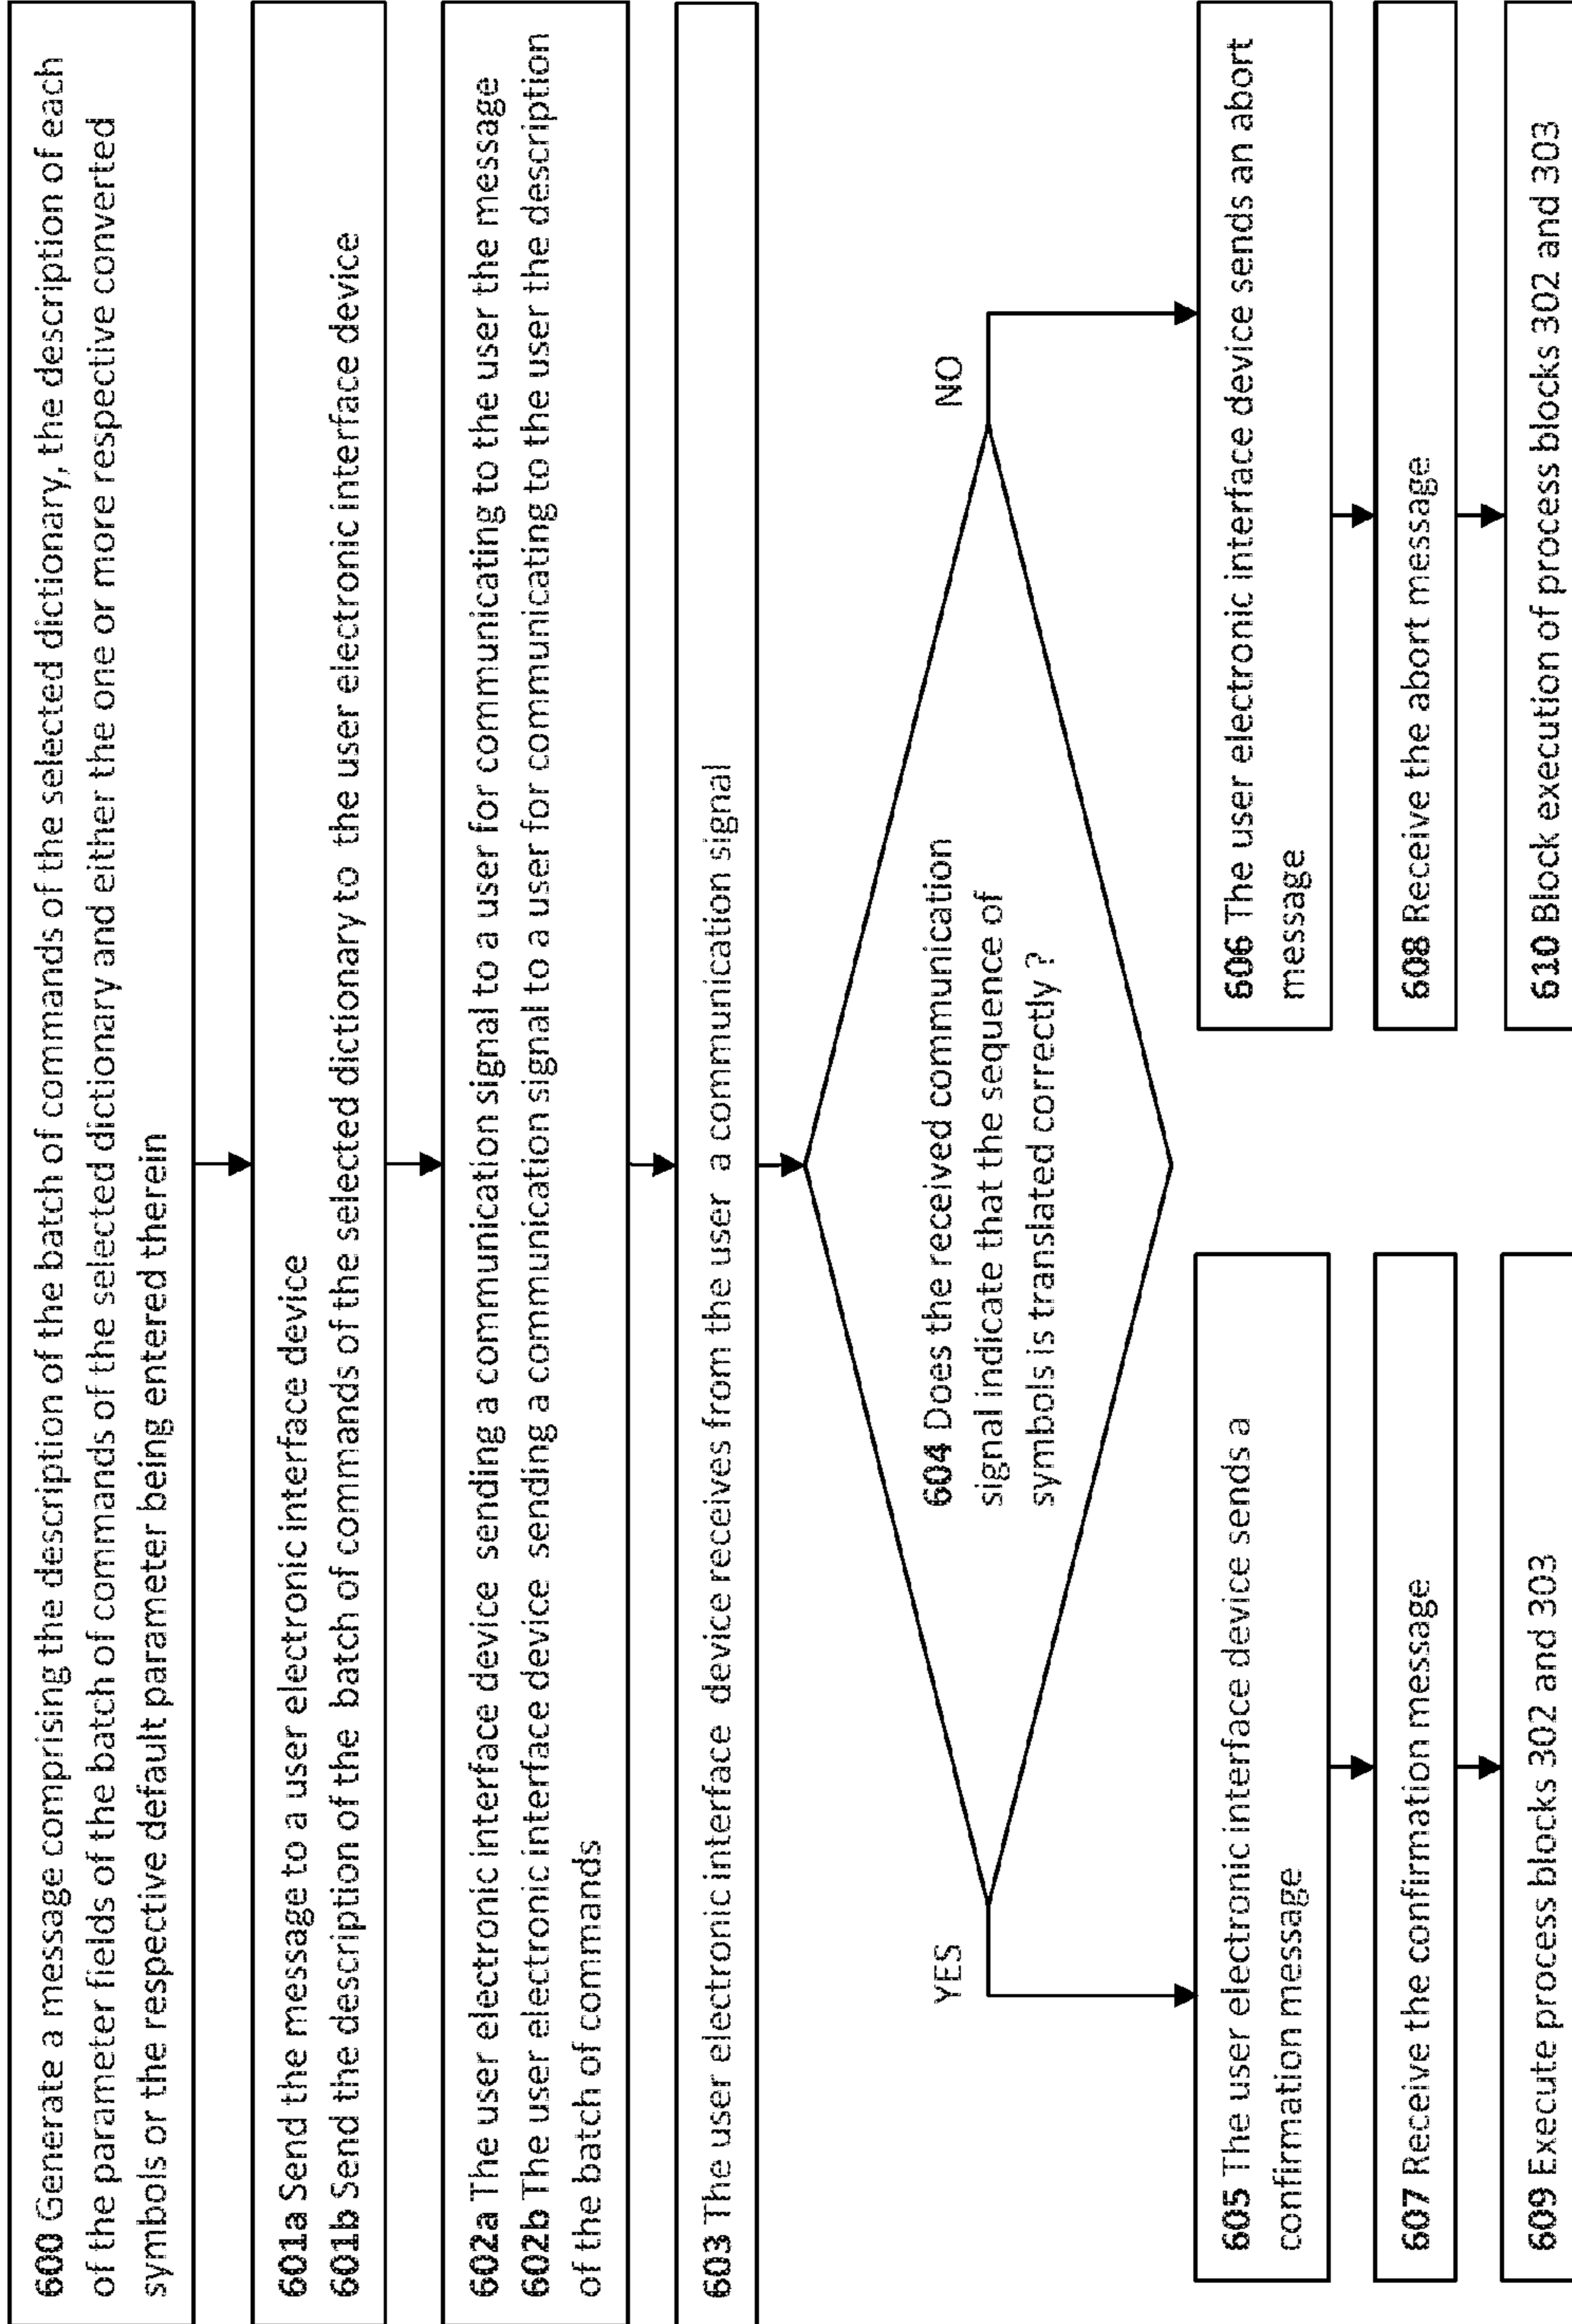 600 Generate a message comprising the description of the batch of commands of the selected dictionary, the description of each
of the parameter fields of the batch of commands of the selected dictionary and either the one or more respective converted
symbols or the respective default parameter being entered therein
601a Send the message to a user electronic interface device
601b Send the description of the batch of commands of the selected dictionary to the user electronic interface device
602a The user electronic interface device sending a communication signal to a user for communicating to the user the message
602b The user electronic interface device sending a communication signal to a user for communicating to the user the description
of the batch of commands
603 The user electronic interface device receives from the user a communication signal
604 Does the received communication
signal indicate that the sequence of
symbols is translated correctly ?
YES
NO
605 The user electronic interface device sends a
confirmation message
607 Receive the confirmation message
609 Execute process blocks 302 and 303
606 The user electronic interface device sends an abort
message
608 Receive the abort message
610 Block execution of process blocks 302 and 303